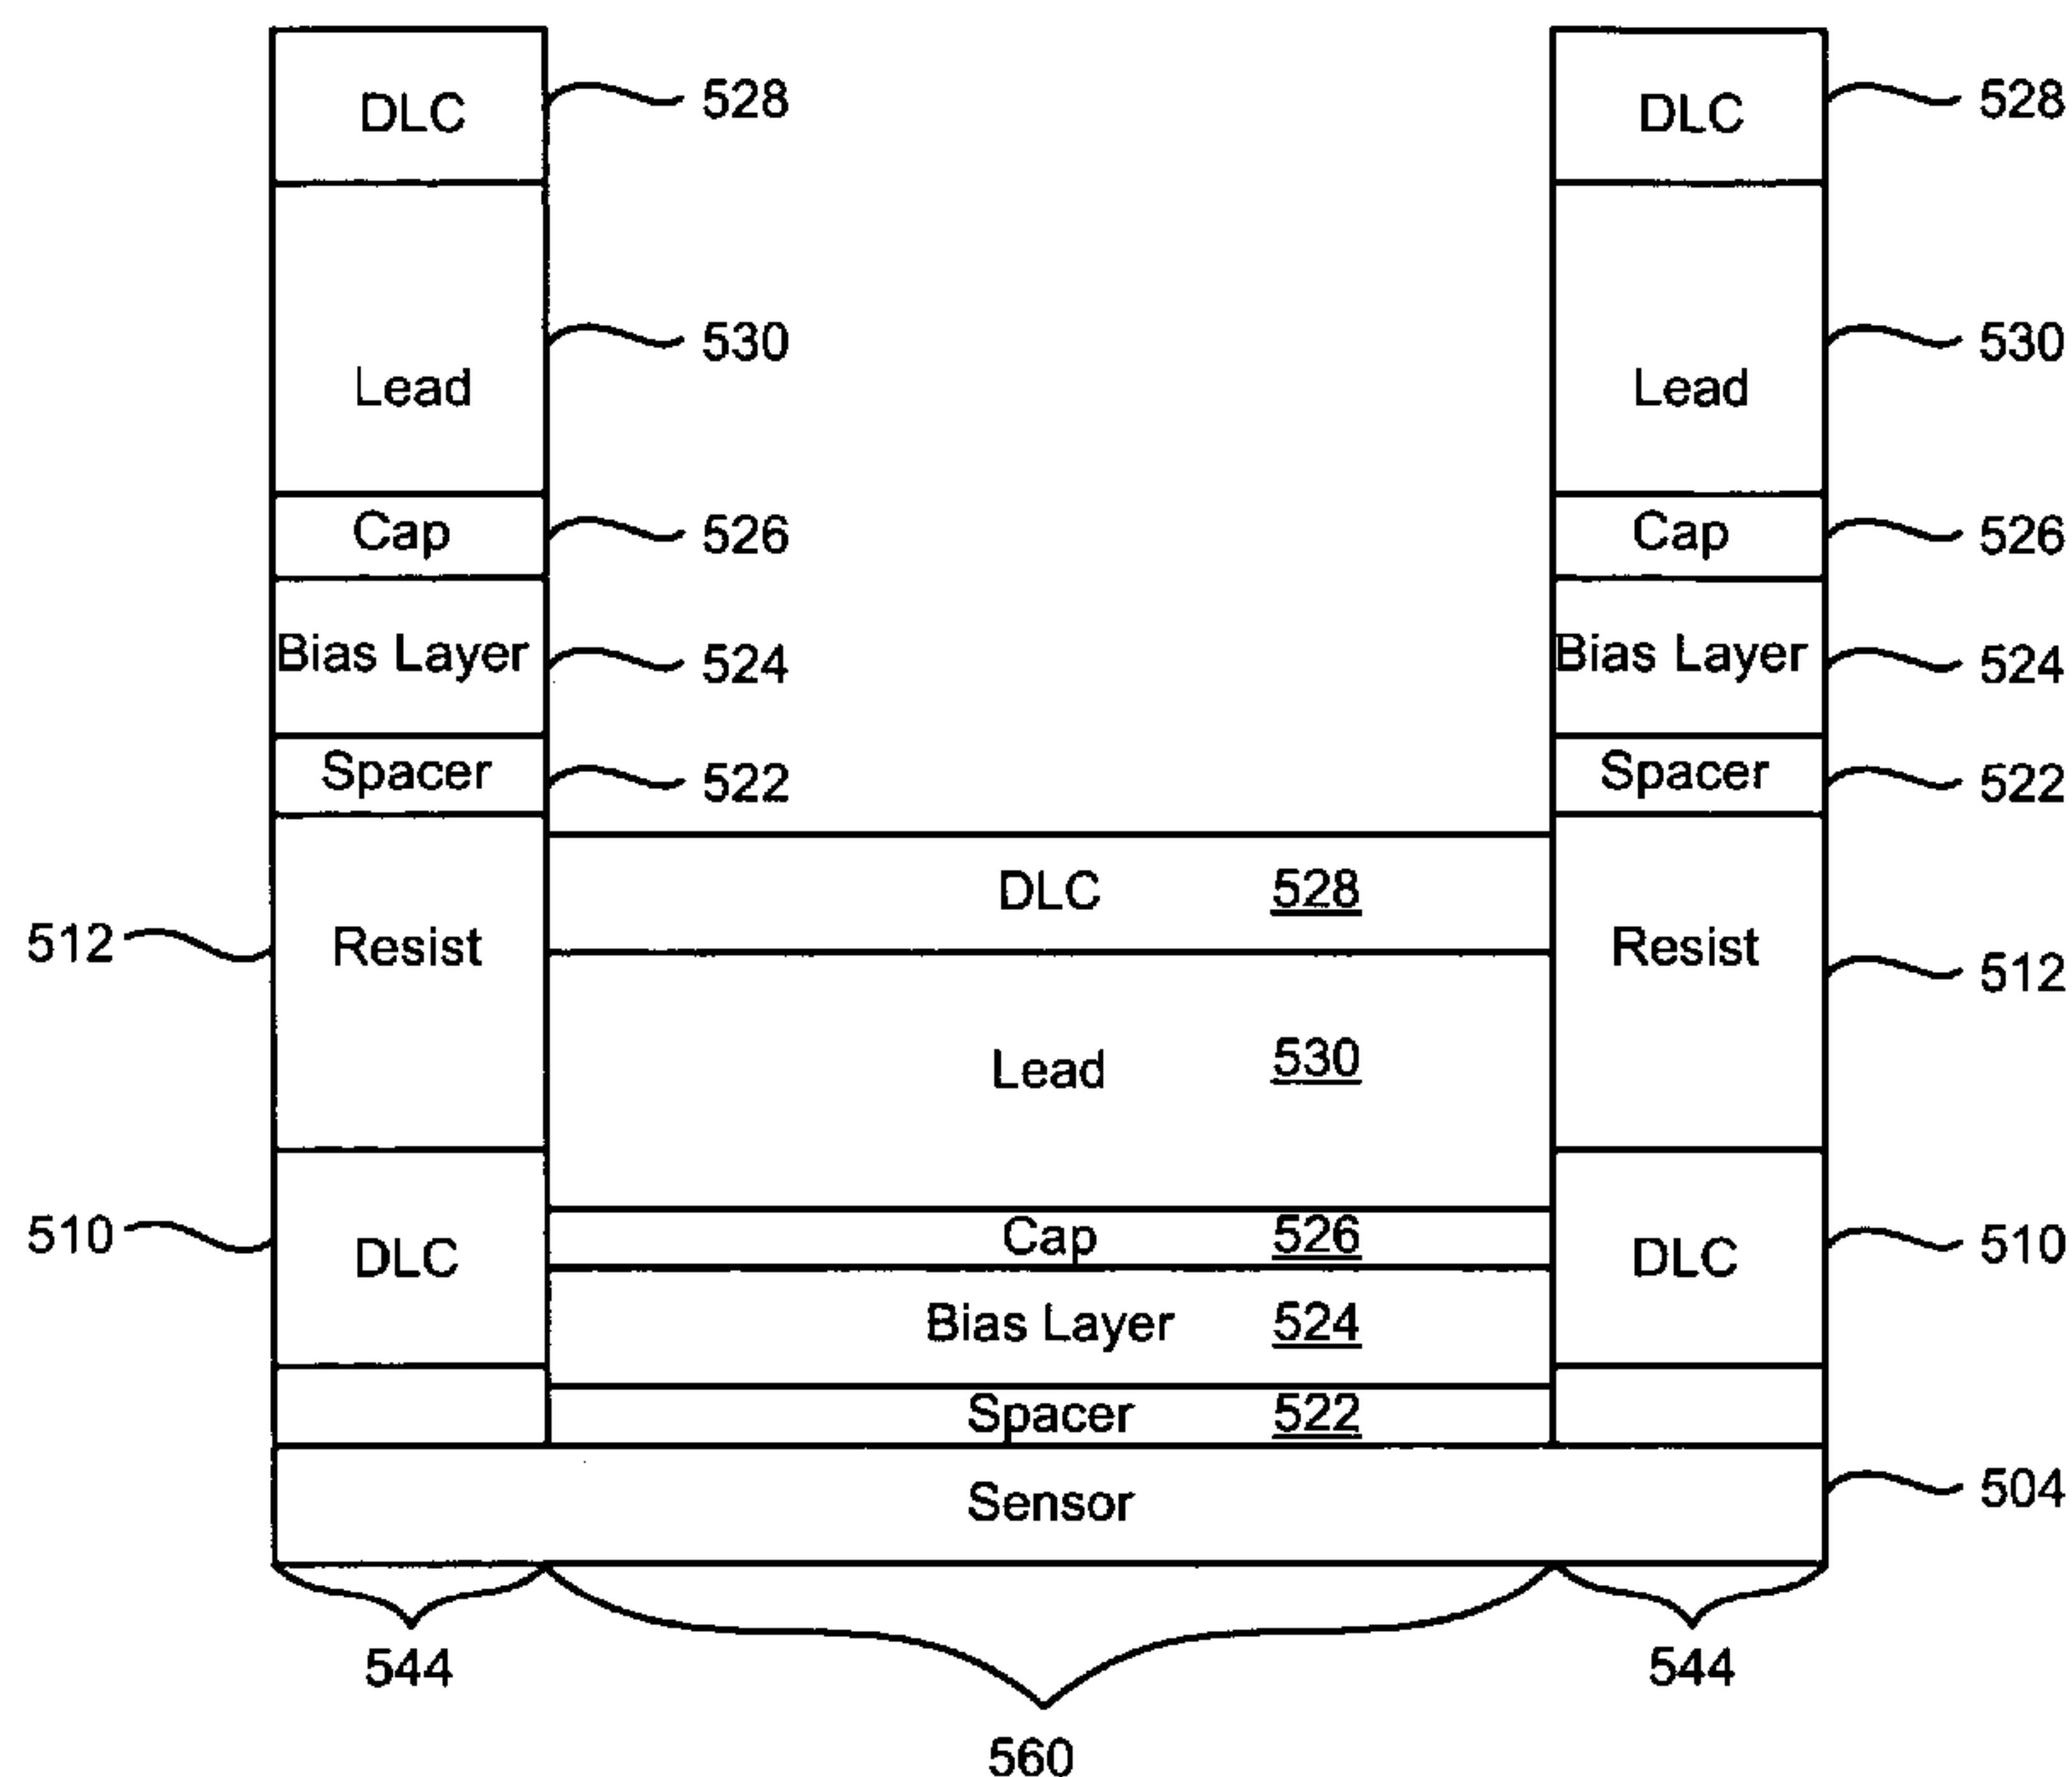 DLC 528 DLC 528
Lead 530 Lead 530
Cap 526 Cap 526
Bias Layer 524 Bias Layer 524
Spacer 522 Spacer 522
DLC 528
512 Resist Resist 512
Lead 530
510 DLC Cap 526 DLC 510
Bias Layer 524
Spacer 522
Sensor 504
544 544
560